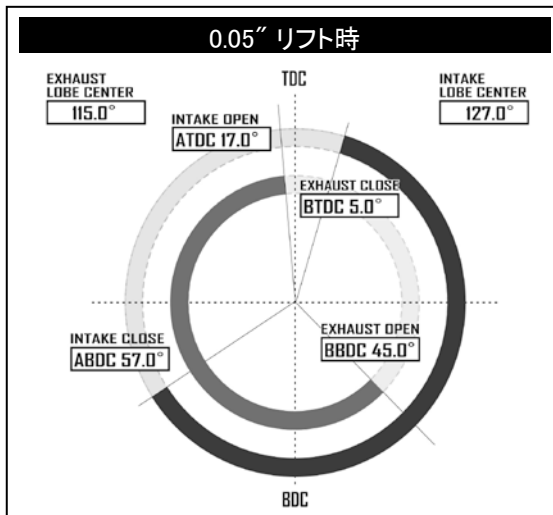 0.05″ リフト時
EXHAUST
LOBE CENTER
115.0°
TDC
INTAKE
LOBE CENTER
127.0°
INTAKE OPEN
ATDC 17.0°
EXHAUST CLOSE
BTDC 5.0°
INTAKE CLOSE
ABDC 57.0°
EXHAUST OPEN
BBDC 45.0°
BDC